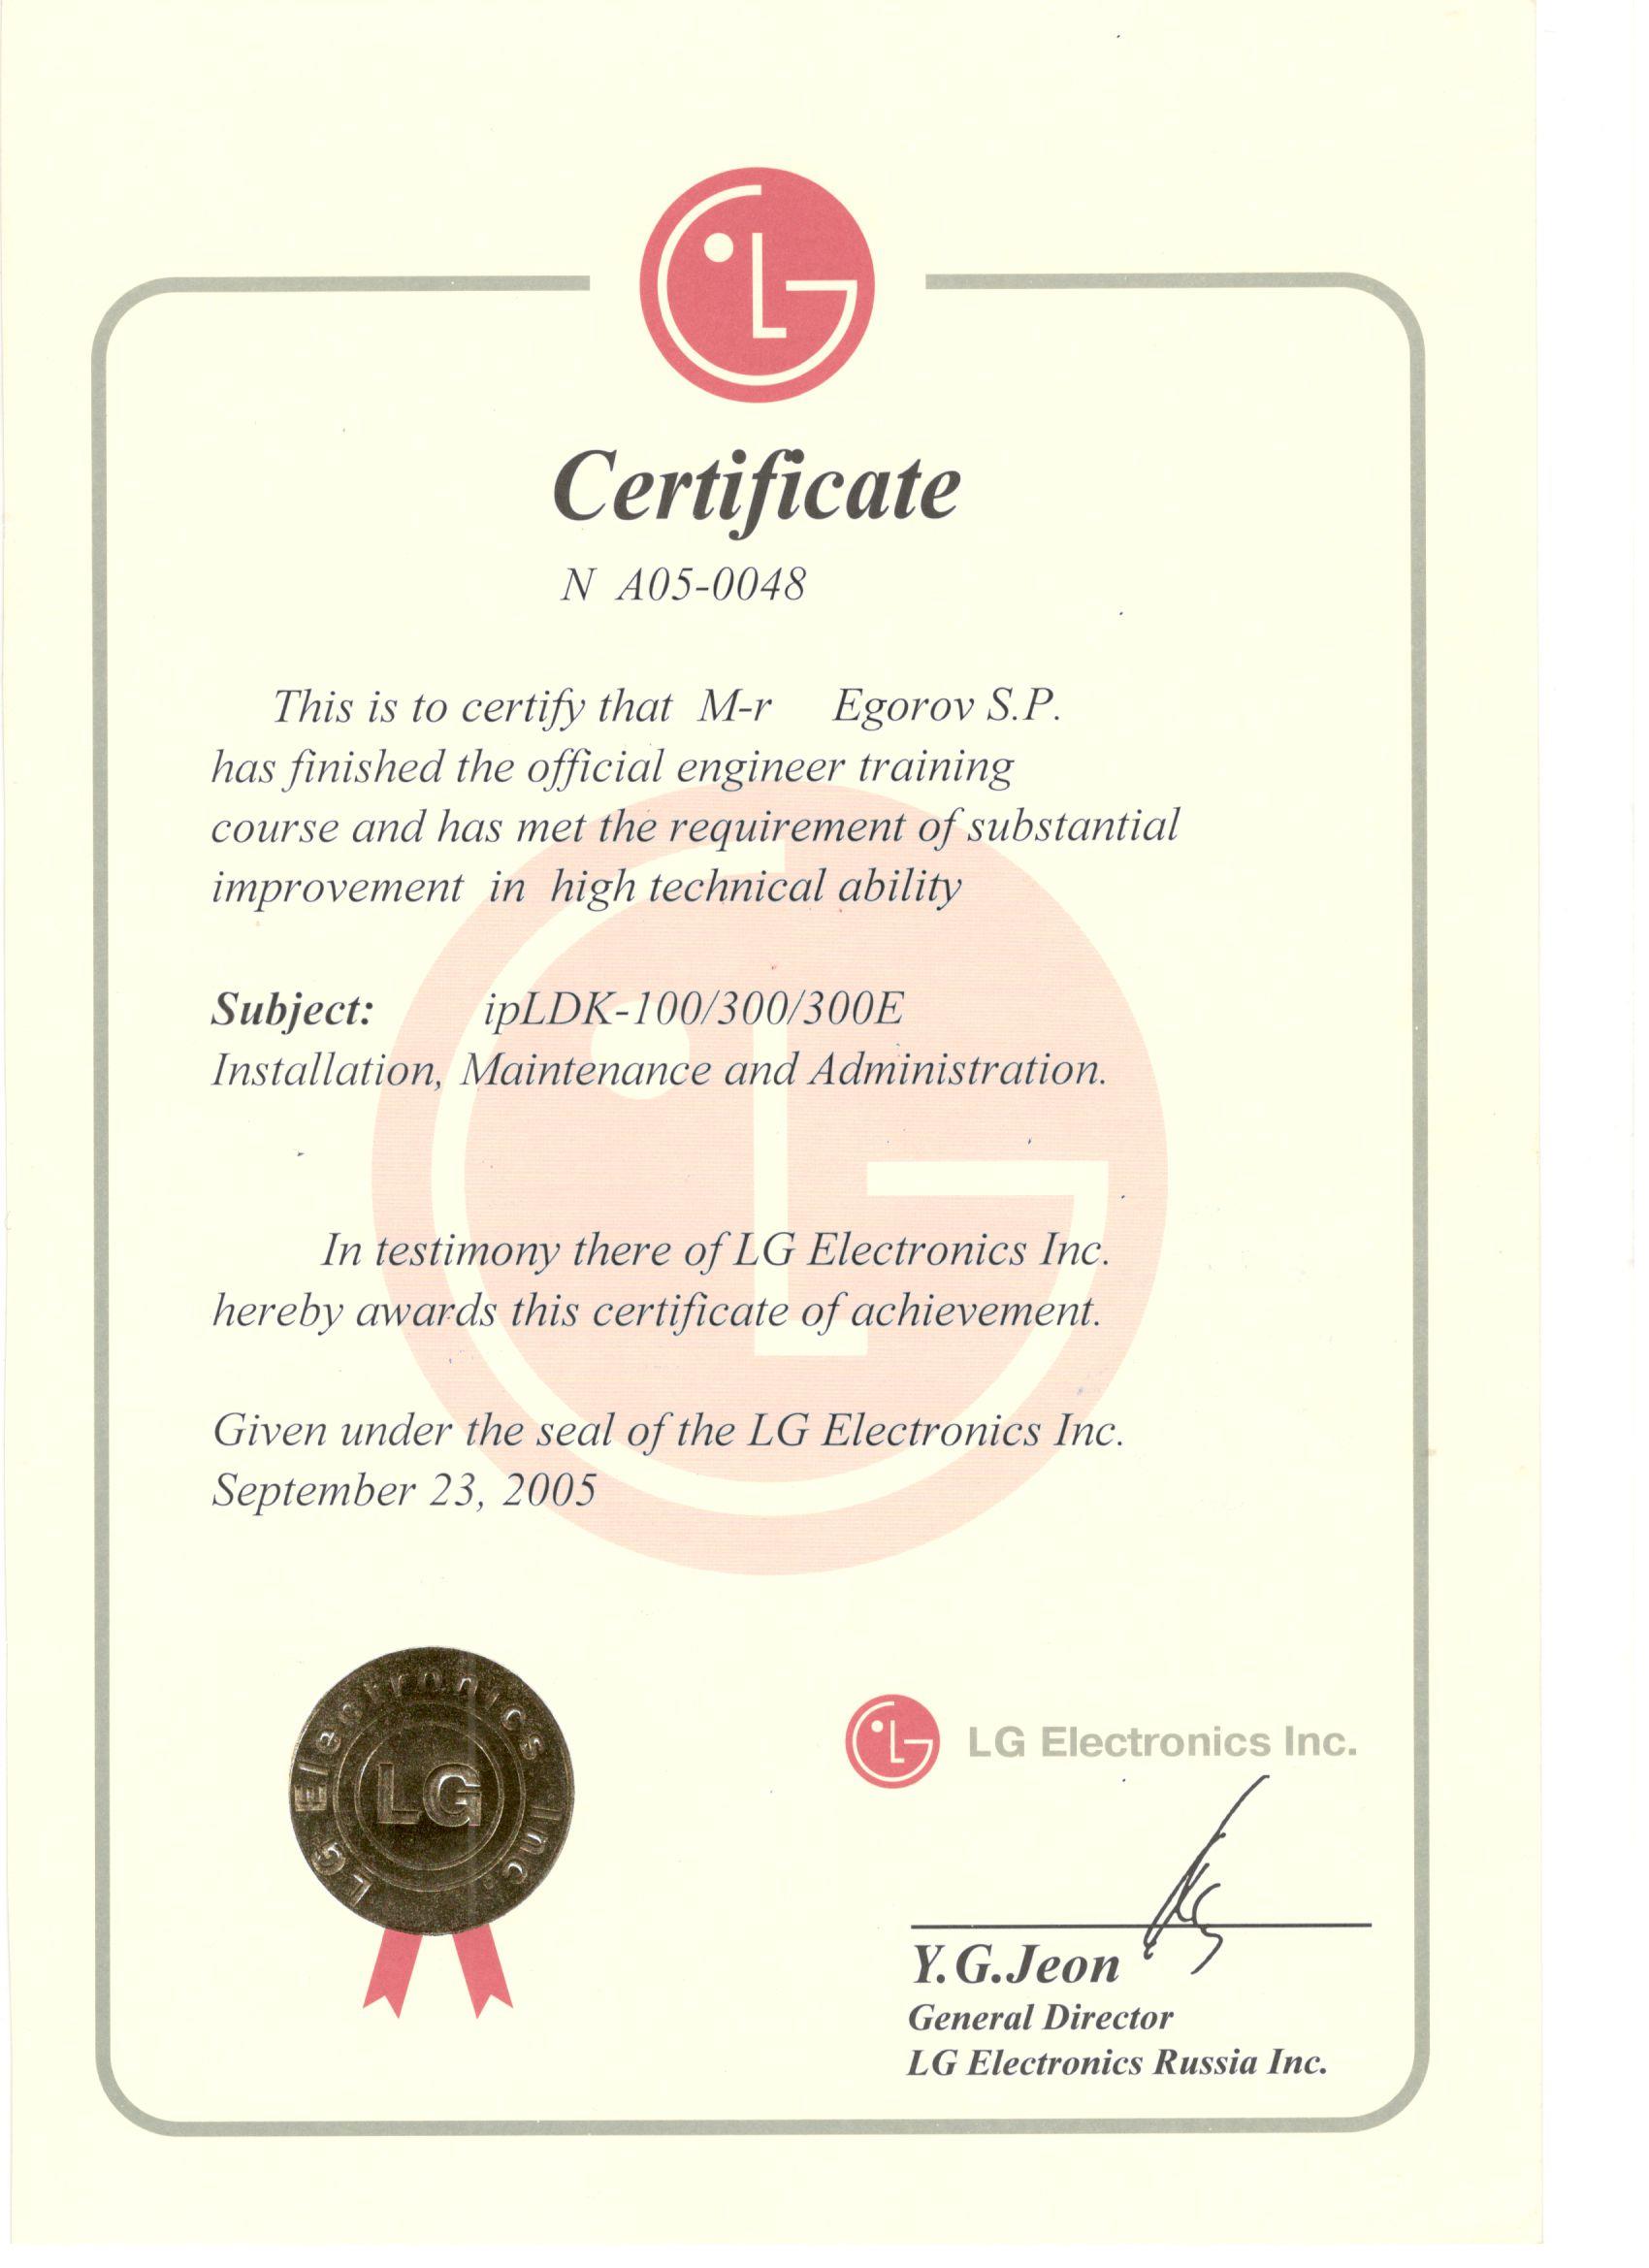 LG
Certificate
N A05-0048
This is to certify that M-r Egorov S.P.
has finished the official engineer training
course and has met the requirement of substantial
improvement in high technical ability
Subject: ipLDK-100/300/300E
Installation, Maintenance and Administration.
In testimony there of LG Electronics Inc.
hereby awards this certificate of achievement.
Given under the seal of the LG Electronics Inc.
September 23, 2005
LG Electronics Inc.
LG
LG Electronics Inc.
Y.G.Jeon
General Director
LG Electronics Russia Inc.